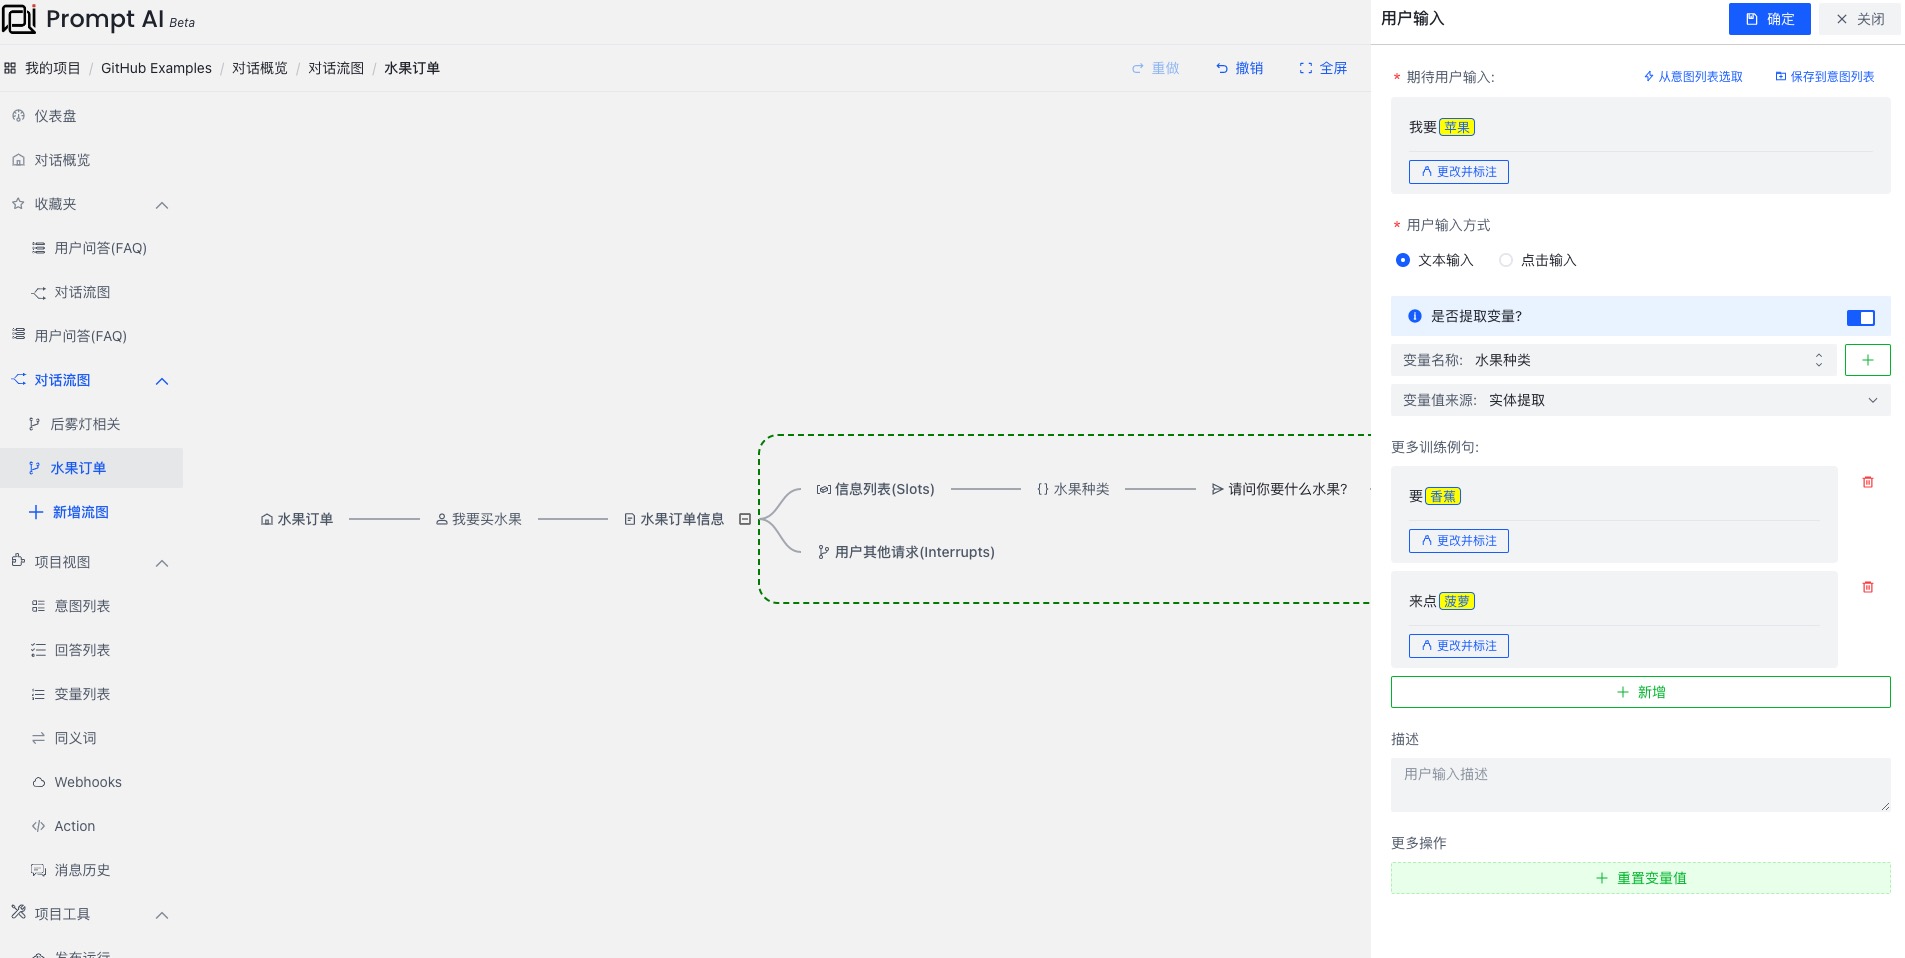 Prompt AI Beta
我的项目 / GitHub Examples / 对话概览 / 对话流图 / 水果订单
重做 撤销 全屏
仪表盘
对话概览
收藏夹
用户问答(FAQ)
对话流图
用户问答(FAQ)
对话流图
后雾灯相关
水果订单
新增流图
项目视图
意图列表
回答列表
变量列表
同义词
Webhooks
Action
消息历史
项目工具
发布运行
水果订单
我要买水果
水果订单信息
信息列表(Slots)
{} 水果种类
请问你要什么水果?
用户其他请求(Interrupts)
用户输入
确定
关闭
* 期待用户输入:
从意图列表选取
保存到意图列表
我要 苹果
更改并标注
* 用户输入方式
文本输入 点击输入
是否提取变量?
变量名称: 水果种类
变量值来源: 实体提取
更多训练例句:
要 香蕉
更改并标注
来点 菠萝
更改并标注
+ 新增
描述
用户输入描述
更多操作
+ 重置变量值